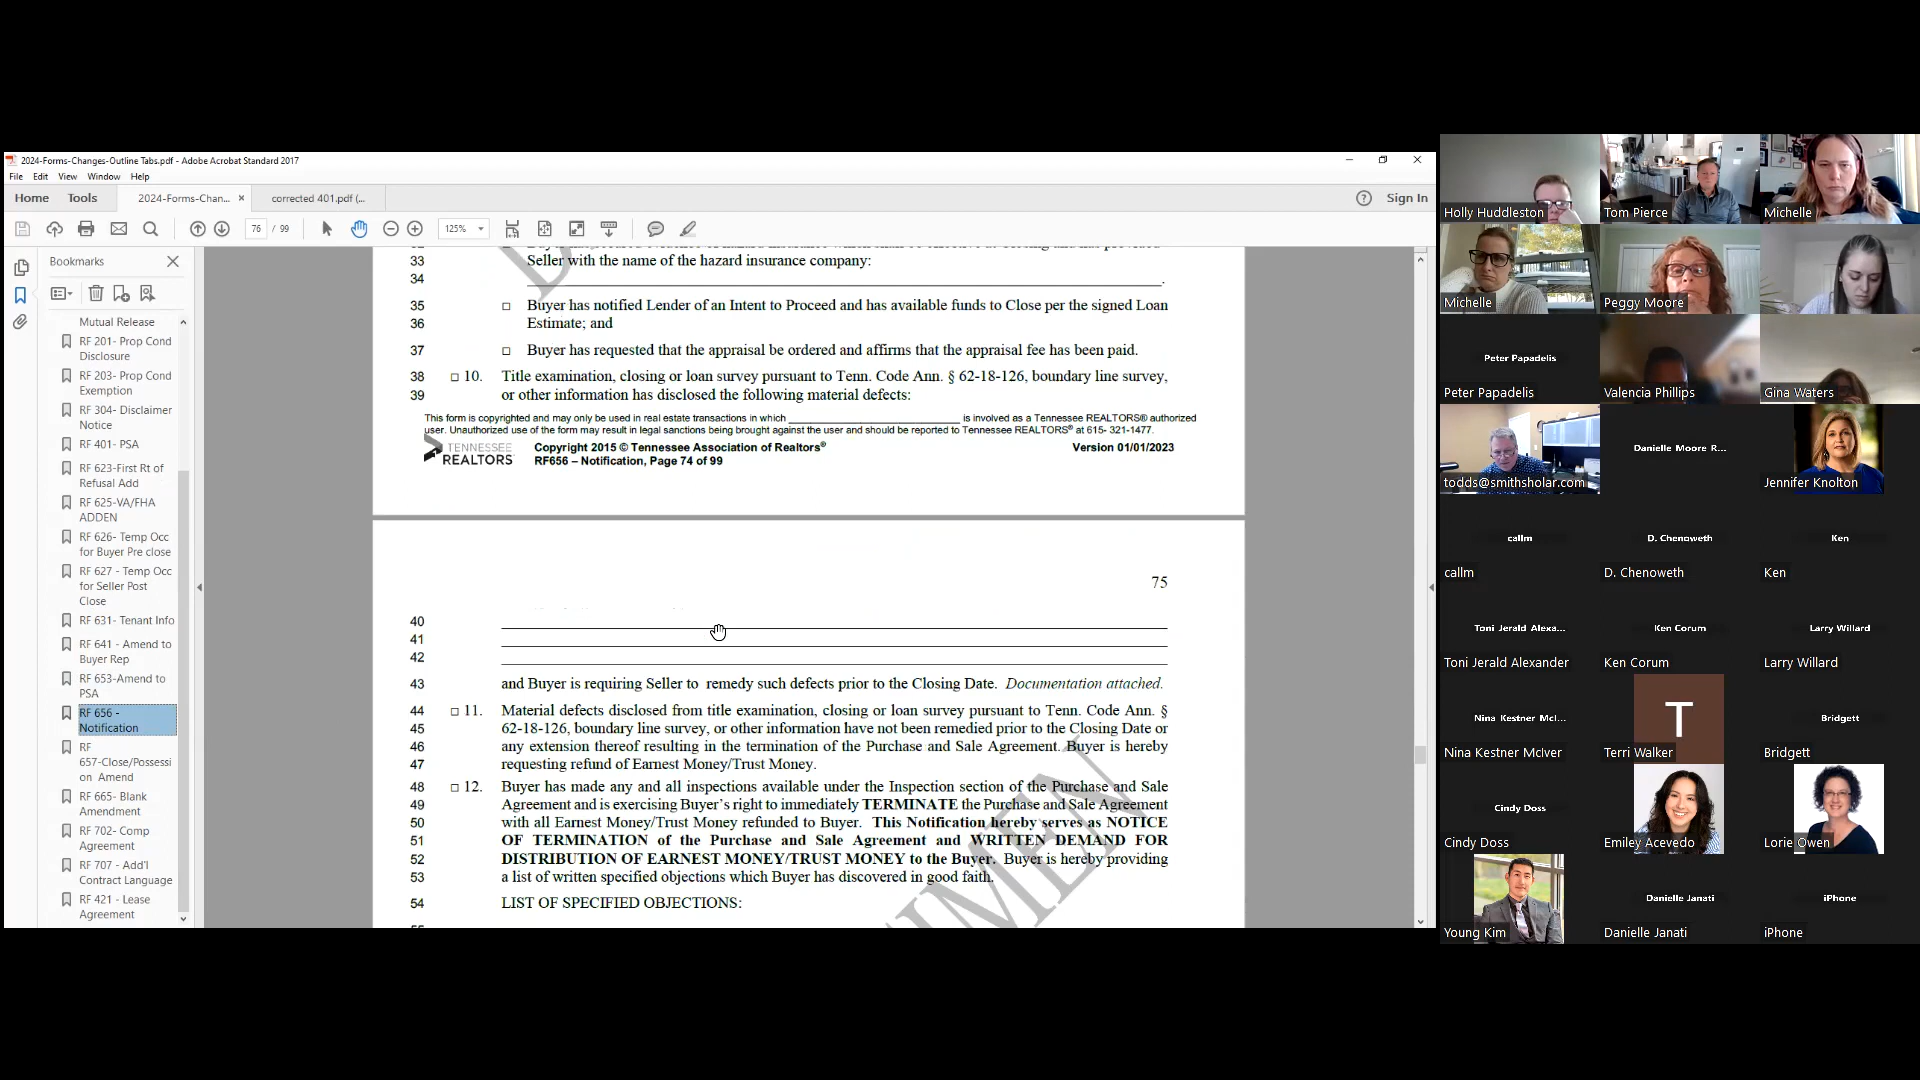 2024-Forms-Changes-Outline Tabs.pdf - Adobe Acrobat Standard 2017
File Edit View Window Help
Home Tools 2024-Forms-Chan... × corrected 401.pdf (... Sign In
76 / 99 125%
Bookmarks
Mutual Release
RF 201- Prop Cond
Disclosure
RF 203- Prop Cond
Exemption
RF 304- Disclaimer
Notice
RF 401- PSA
RF 623-First Rt of
Refusal Add
RF 625-VA/FHA
ADDEN
RF 626- Temp Occ
for Buyer Pre close
RF 627 - Temp Occ
for Seller Post
Close
RF 631- Tenant Info
RF 641 - Amend to
Buyer Rep
RF 653-Amend to
PSA
RF 656 -
Notification
RF
657-Close/Possessi
on Amend
RF 665- Blank
Amendment
RF 702- Comp
Agreement
RF 707 - Add'l
Contract Language
RF 421 - Lease
Agreement
33 Seller with the name of the hazard insurance company:
34 .
35 □ Buyer has notified Lender of an Intent to Proceed and has available funds to Close per the signed Loan
36 Estimate; and
37 □ Buyer has requested that the appraisal be ordered and affirms that the appraisal fee has been paid.
38 □ 10. Title examination, closing or loan survey pursuant to Tenn. Code Ann. § 62-18-126, boundary line survey,
39 or other information has disclosed the following material defects:
This form is copyrighted and may only be used in real estate transactions in which is involved as a Tennessee REALTORS® authorized
user. Unauthorized use of the form may result in legal sanctions being brought against the user and should be reported to Tennessee REALTORS® at 615- 321-1477.
TENNESSEE
REALTORS
Copyright 2015 © Tennessee Association of Realtors® Version 01/01/2023
RF656 – Notification, Page 74 of 99
75
40
41
42
43 and Buyer is requiring Seller to remedy such defects prior to the Closing Date. Documentation attached.
44 □ 11. Material defects disclosed from title examination, closing or loan survey pursuant to Tenn. Code Ann. §
45 62-18-126, boundary line survey, or other information have not been remedied prior to the Closing Date or
46 any extension thereof resulting in the termination of the Purchase and Sale Agreement. Buyer is hereby
47 requesting refund of Earnest Money/Trust Money.
48 □ 12. Buyer has made any and all inspections available under the Inspection section of the Purchase and Sale
49 Agreement and is exercising Buyer's right to immediately TERMINATE the Purchase and Sale Agreement
50 with all Earnest Money/Trust Money refunded to Buyer. This Notification hereby serves as NOTICE
51 OF TERMINATION of the Purchase and Sale Agreement and WRITTEN DEMAND FOR
52 DISTRIBUTION OF EARNEST MONEY/TRUST MONEY to the Buyer. Buyer is hereby providing
53 a list of written specified objections which Buyer has discovered in good faith.
54 LIST OF SPECIFIED OBJECTIONS:
Holly Huddleston
Tom Pierce
Michelle
Michelle
Peggy Moore
Peter Papadelis
Peter Papadelis
Valencia Phillips
Gina Waters
todds@smithsholar.com
Danielle Moore R...
Jennifer Knolton
callm
callm
D. Chenoweth
D. Chenoweth
Ken
Ken
Toni Jerald Alexa...
Toni Jerald Alexander
Ken Corum
Ken Corum
Larry Willard
Larry Willard
Nina Kestner McI...
Nina Kestner McIver
T
Terri Walker
Bridgett
Bridgett
Cindy Doss
Cindy Doss
Emiley Acevedo
Lorie Owen
Young Kim
Danielle Janati
Danielle Janati
iPhone
iPhone